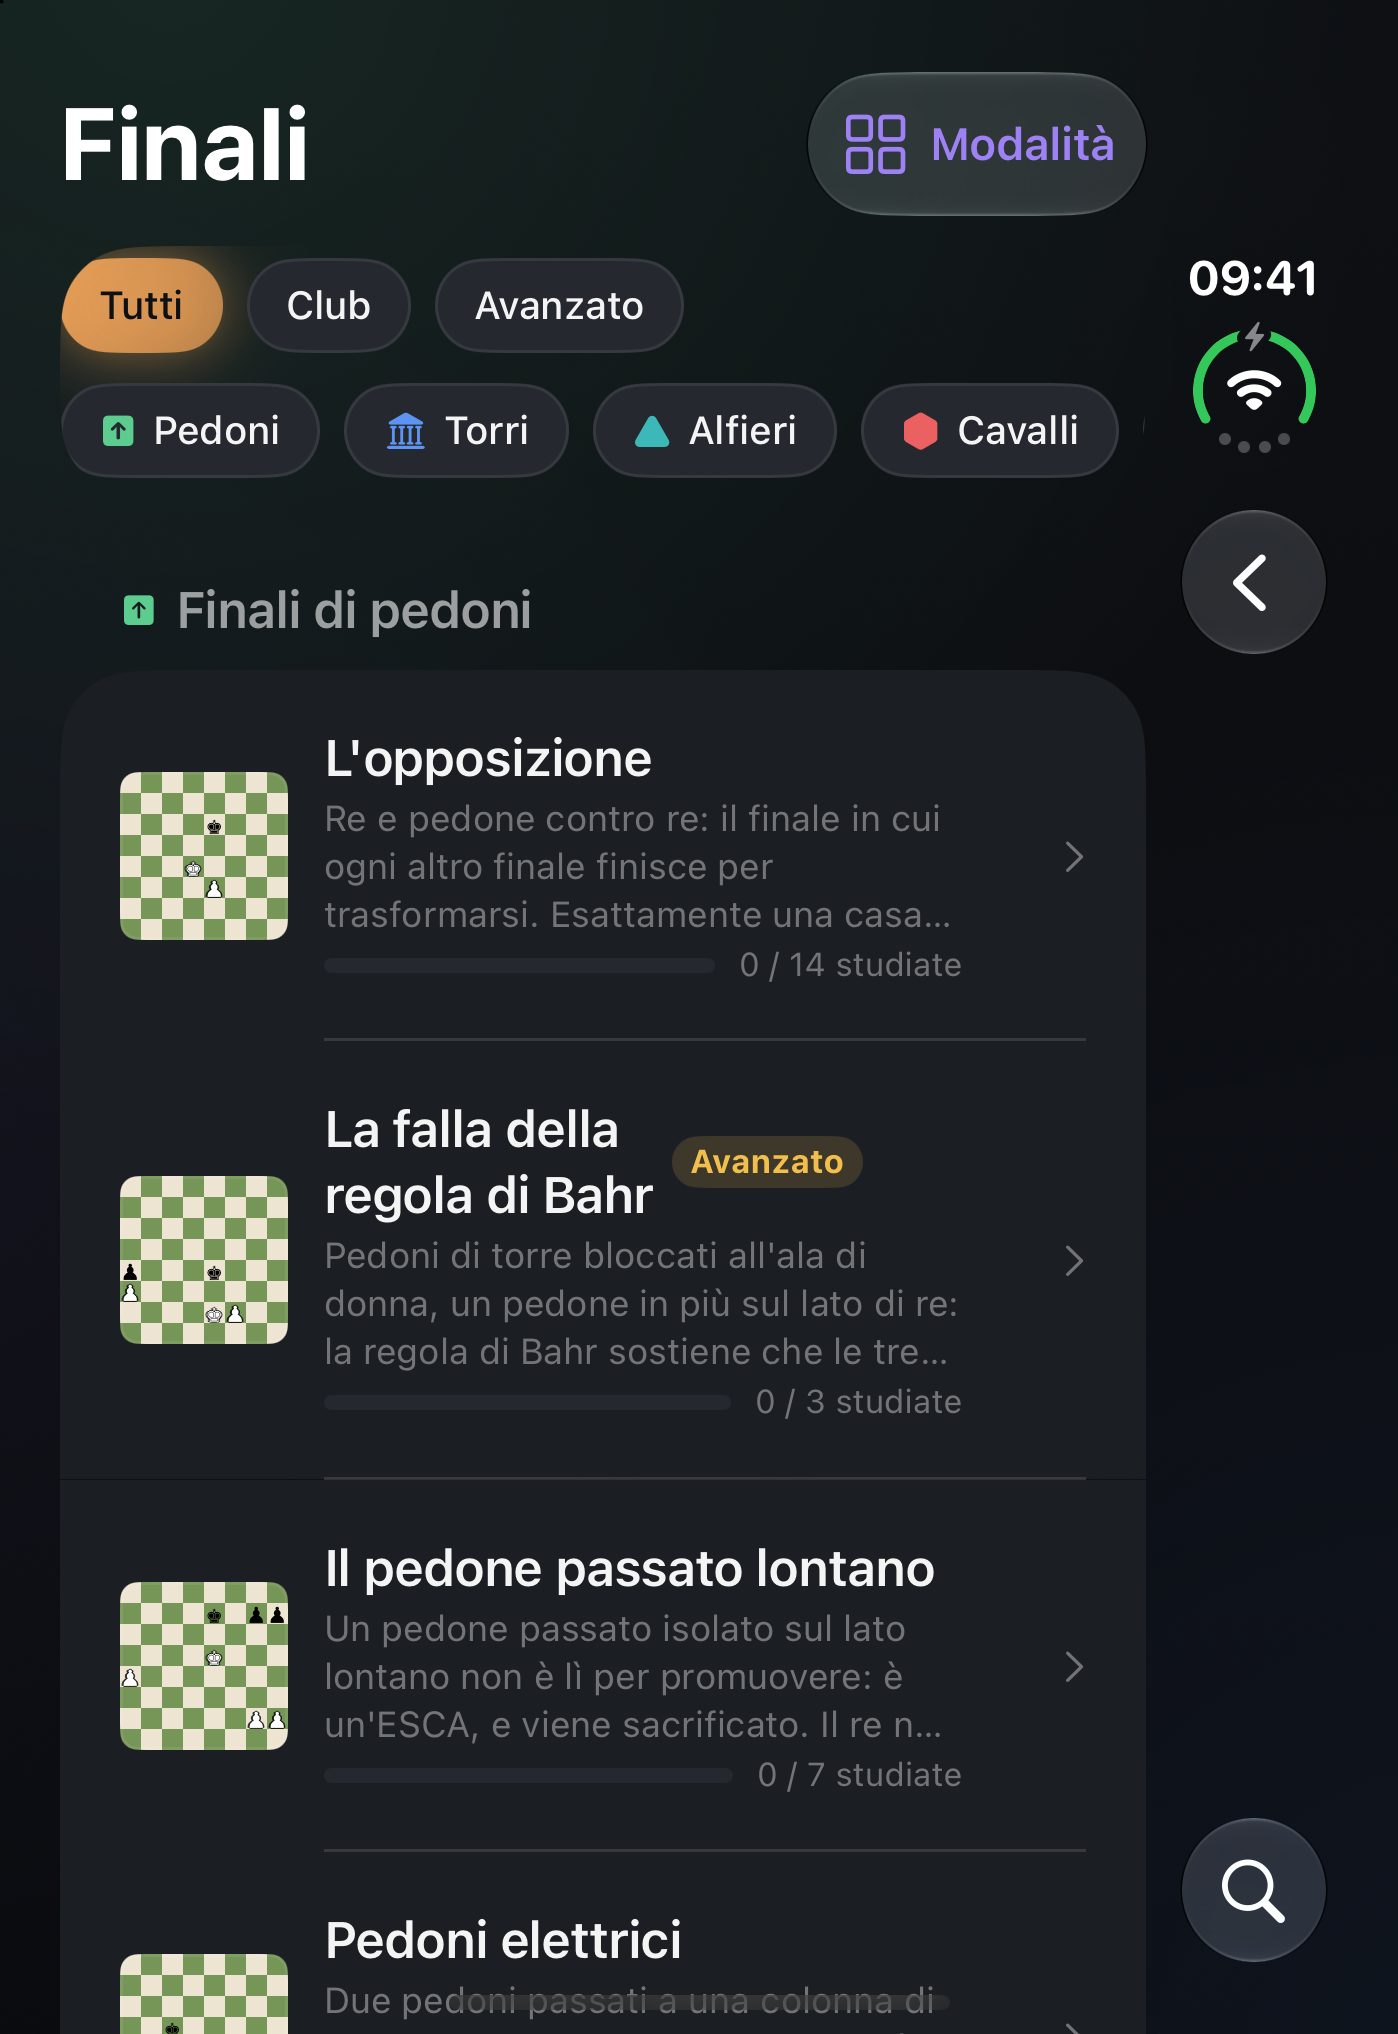 Finali
Modalità
09:41
Tutti
Club
Avanzato
Pedoni
Torri
Alfieri
Cavalli
Finali di pedoni
L'opposizione
Re e pedone contro re: il finale in cui
ogni altro finale finisce per
trasformarsi. Esattamente una casa...
0 / 14 studiate
La falla della
regola di Bahr
Avanzato
Pedoni di torre bloccati all'ala di
donna, un pedone in più sul lato di re:
la regola di Bahr sostiene che le tre...
0 / 3 studiate
Il pedone passato lontano
Un pedone passato isolato sul lato
lontano non è lì per promuovere: è
un'ESCA, e viene sacrificato. Il re n...
0 / 7 studiate
Pedoni elettrici
Due pedoni passati a una colonna di